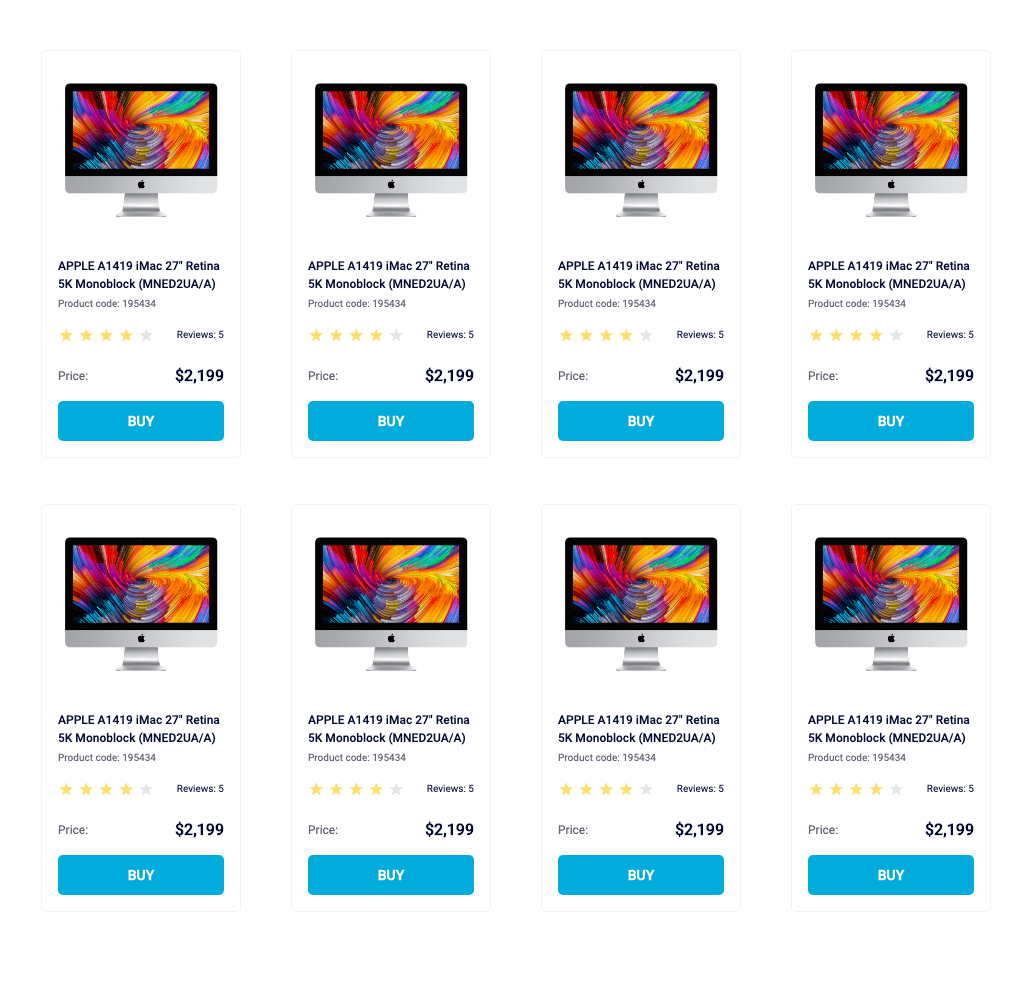 APPLE A1419 iMac 27" Retina
5K Monoblock (MNED2UA/A)
Product code: 195434
Reviews: 5
Price: $2,199
BUY
APPLE A1419 iMac 27" Retina
5K Monoblock (MNED2UA/A)
Product code: 195434
Reviews: 5
Price: $2,199
BUY
APPLE A1419 iMac 27" Retina
5K Monoblock (MNED2UA/A)
Product code: 195434
Reviews: 5
Price: $2,199
BUY
APPLE A1419 iMac 27" Retina
5K Monoblock (MNED2UA/A)
Product code: 195434
Reviews: 5
Price: $2,199
BUY
APPLE A1419 iMac 27" Retina
5K Monoblock (MNED2UA/A)
Product code: 195434
Reviews: 5
Price: $2,199
BUY
APPLE A1419 iMac 27" Retina
5K Monoblock (MNED2UA/A)
Product code: 195434
Reviews: 5
Price: $2,199
BUY
APPLE A1419 iMac 27" Retina
5K Monoblock (MNED2UA/A)
Product code: 195434
Reviews: 5
Price: $2,199
BUY
APPLE A1419 iMac 27" Retina
5K Monoblock (MNED2UA/A)
Product code: 195434
Reviews: 5
Price: $2,199
BUY